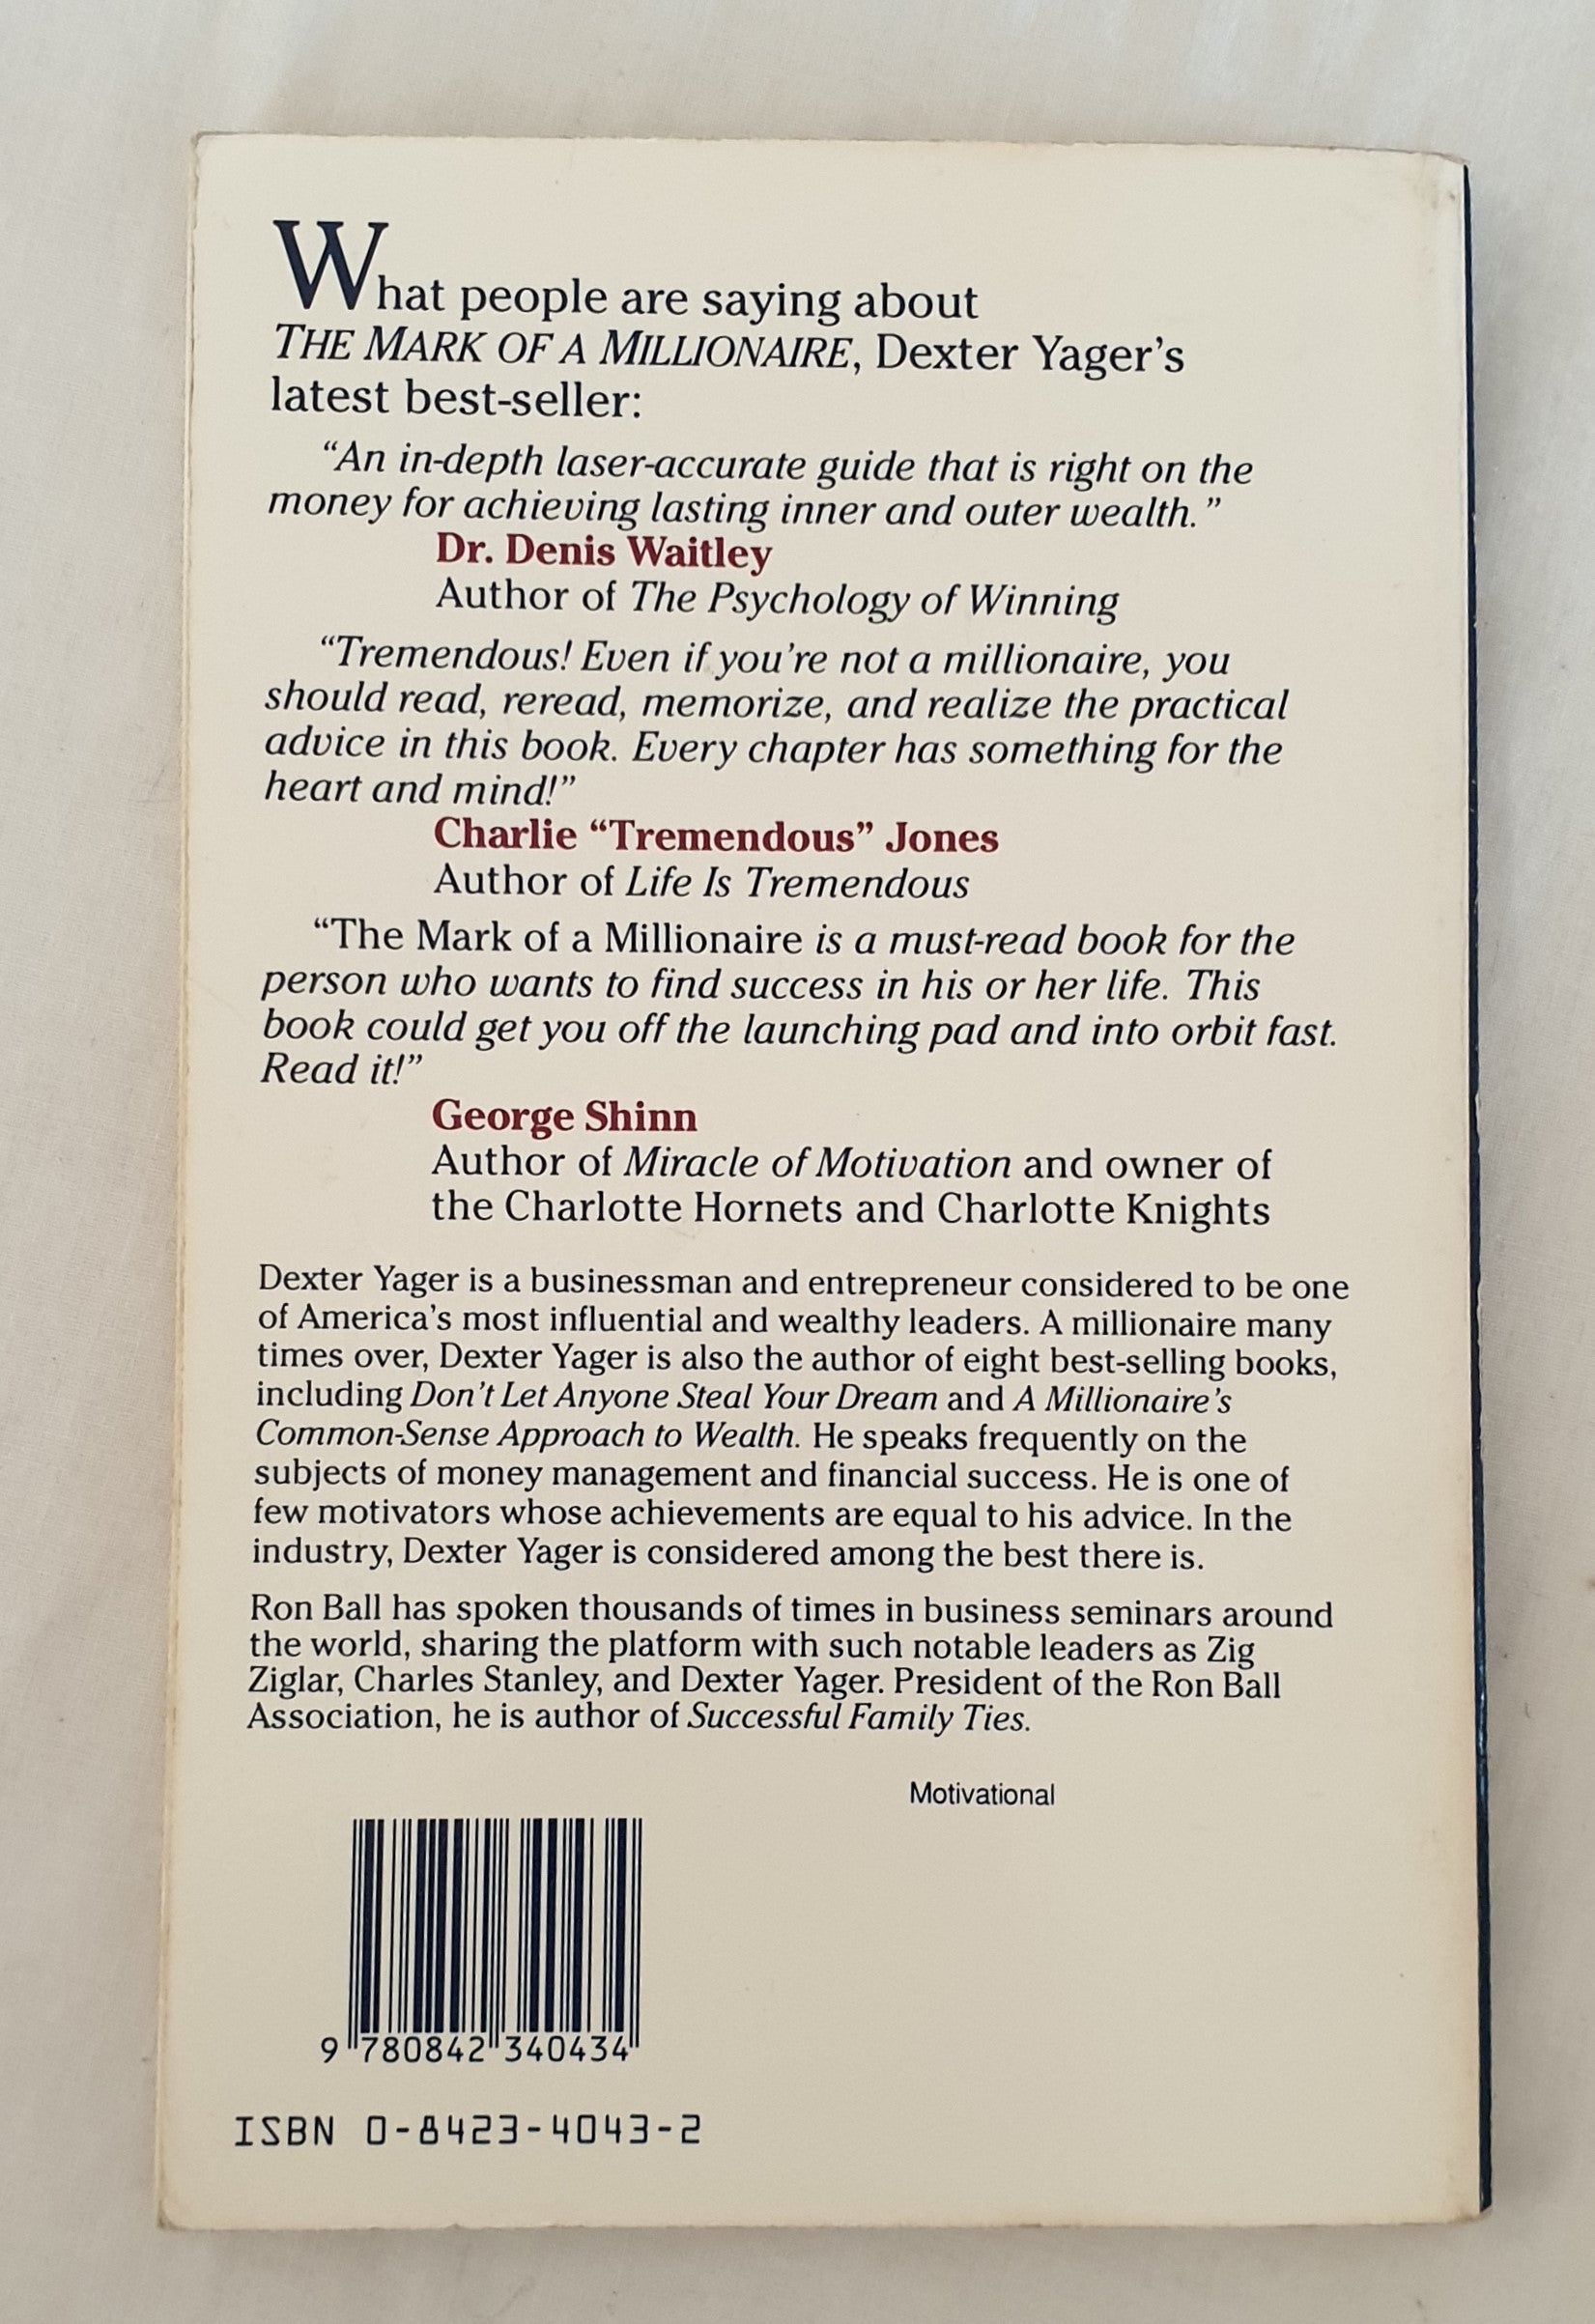 What people are saying about
THE MARK OF A MILLIONAIRE, Dexter Yager's
latest best-seller:
“An in-depth laser-accurate guide that is right on the
money for achieving lasting inner and outer wealth.”
Dr. Denis Waitley
Author of The Psychology of Winning
“Tremendous! Even if you're not a millionaire, you
should read, reread, memorize, and realize the practical
advice in this book. Every chapter has something for the
heart and mind!”
Charlie “Tremendous” Jones
Author of Life Is Tremendous
“The Mark of a Millionaire is a must-read book for the
person who wants to find success in his or her life. This
book could get you off the launching pad and into orbit fast.
Read it!”
George Shinn
Author of Miracle of Motivation and owner of
the Charlotte Hornets and Charlotte Knights
Dexter Yager is a businessman and entrepreneur considered to be one
of America's most influential and wealthy leaders. A millionaire many
times over, Dexter Yager is also the author of eight best-selling books,
including Don't Let Anyone Steal Your Dream and A Millionaire's
Common-Sense Approach to Wealth. He speaks frequently on the
subjects of money management and financial success. He is one of
few motivators whose achievements are equal to his advice. In the
industry, Dexter Yager is considered among the best there is.
Ron Ball has spoken thousands of times in business seminars around
the world, sharing the platform with such notable leaders as Zig
Ziglar, Charles Stanley, and Dexter Yager. President of the Ron Ball
Association, he is author of Successful Family Ties.
Motivational
9 780842 340434
ISBN 0-8423-4043-2